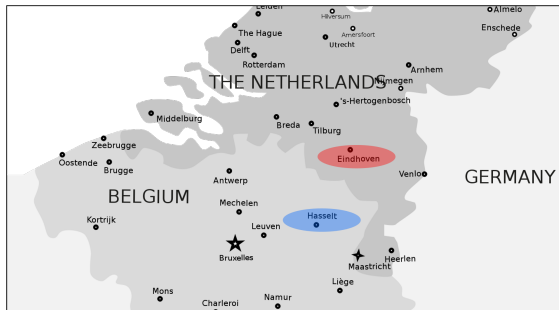 Leiden
Hilversum
Almelo
The Hague
Amersfoort
Enschede
Delft
Utrecht
Rotterdam
Arnhem
THE NETHERLANDS
Nijmegen
's-Hertogenbosch
Middelburg
Breda
Tilburg
Zeebrugge
Eindhoven
Oostende
Brugge
Antwerp
Venlo
GERMANY
BELGIUM
Mechelen
Kortrijk
Hasselt
Leuven
Bruxelles
Maastricht
Heerlen
Liège
Mons
Charleroi
Namur